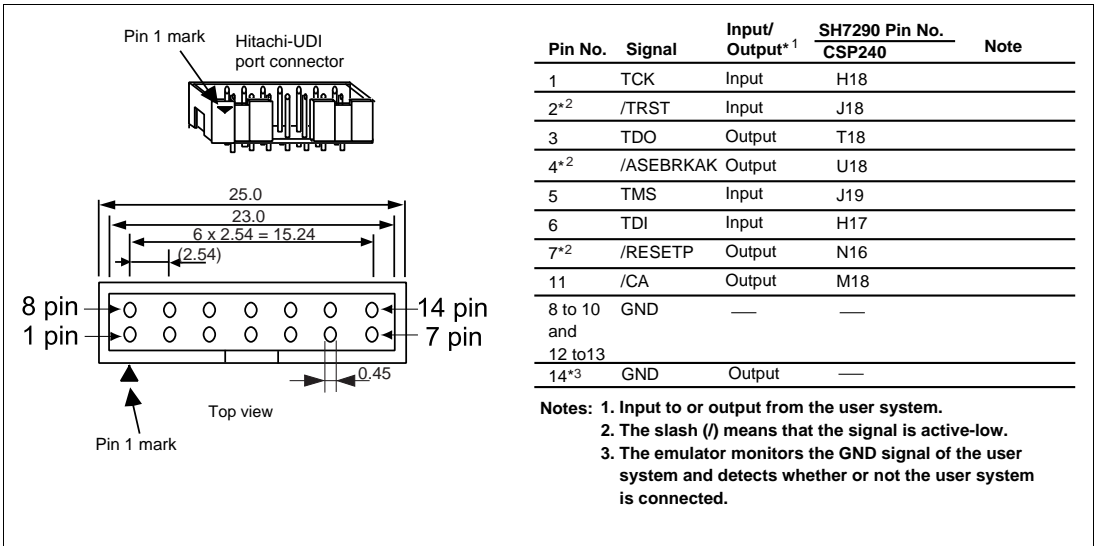 Pin 1 mark
Hitachi-UDI
port connector
25.0
23.0
6 x 2.54 = 15.24
(2.54)
8 pin
14 pin
1 pin
7 pin
0.45
Top view
Pin 1 mark
Pin No. Signal Input/Output*1 SH7290 Pin No. CSP240 Note
1 TCK Input H18
2*2 /TRST Input J18
3 TDO Output T18
4*2 /ASEBRKAK Output U18
5 TMS Input J19
6 TDI Input H17
7*2 /RESETP Output N16
11 /CA Output M18
8 to 10 GND — —
and
12 to13
14*3 GND Output —
Notes: 1. Input to or output from the user system.
2. The slash (/) means that the signal is active-low.
3. The emulator monitors the GND signal of the user
system and detects whether or not the user system
is connected.